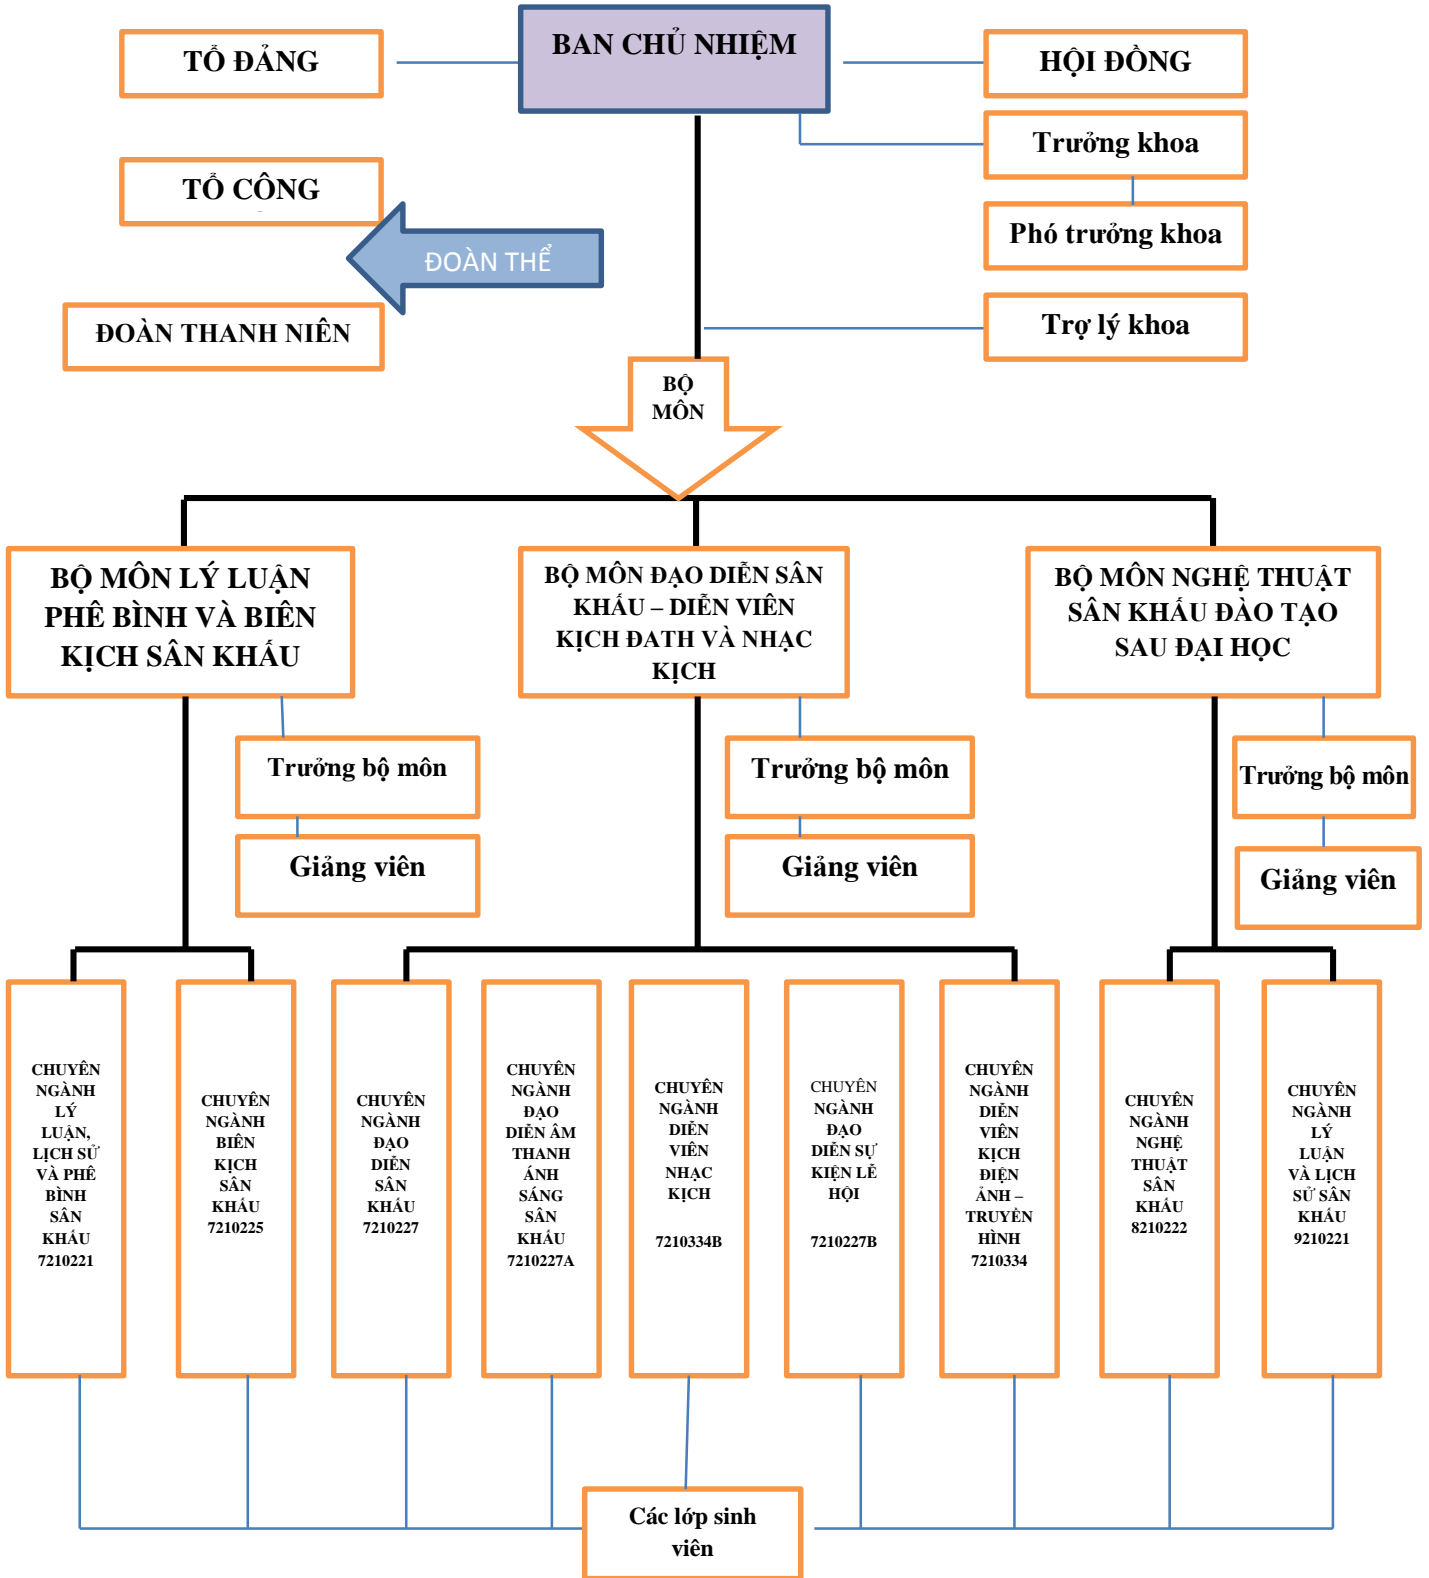 BAN CHỦ NHIỆM
TỔ ĐẢNG
HỘI ĐỒNG
Trưởng khoa
TỔ CÔNG
Phó trưởng khoa
ĐOÀN THỂ
Trợ lý khoa
ĐOÀN THANH NIÊN
BỘ
MÔN
BỘ MÔN LÝ LUẬN
PHÊ BÌNH VÀ BIÊN
KỊCH SÂN KHẤU
BỘ MÔN ĐẠO DIỄN SÂN
KHẤU – DIỄN VIÊN
KỊCH ĐATH VÀ NHẠC
KỊCH
BỘ MÔN NGHỆ THUẬT
SÂN KHẤU ĐÀO TẠO
SAU ĐẠI HỌC
Trưởng bộ môn
Giảng viên
Trưởng bộ môn
Giảng viên
Trưởng bộ môn
Giảng viên
CHUYÊN
NGÀNH
LÝ
LUẬN,
LỊCH SỬ
VÀ PHÊ
BÌNH
SÂN
KHẤU
7210221
CHUYÊN
NGÀNH
BIÊN
KỊCH
SÂN
KHẤU
7210225
CHUYÊN
NGÀNH
ĐẠO
DIỄN
SÂN
KHẤU
7210227
CHUYÊN
NGÀNH
ĐẠO
DIỄN ÂM
THANH
ÁNH
SÁNG
SÂN
KHẤU
7210227A
CHUYÊN
NGÀNH
DIỄN
VIÊN
NHẠC
KỊCH
7210334B
CHUYÊN
NGÀNH
ĐẠO
DIỄN SỰ
KIỆN LỄ
HỘI
7210227B
CHUYÊN
NGÀNH
DIỄN
VIÊN
KỊCH
ĐIỆN
ẢNH –
TRUYỀN
HÌNH
7210334
CHUYÊN
NGÀNH
NGHỆ
THUẬT
SÂN
KHẤU
8210222
CHUYÊN
NGÀNH
LÝ
LUẬN
VÀ LỊCH
SỬ SÂN
KHẤU
9210221
Các lớp sinh
viên